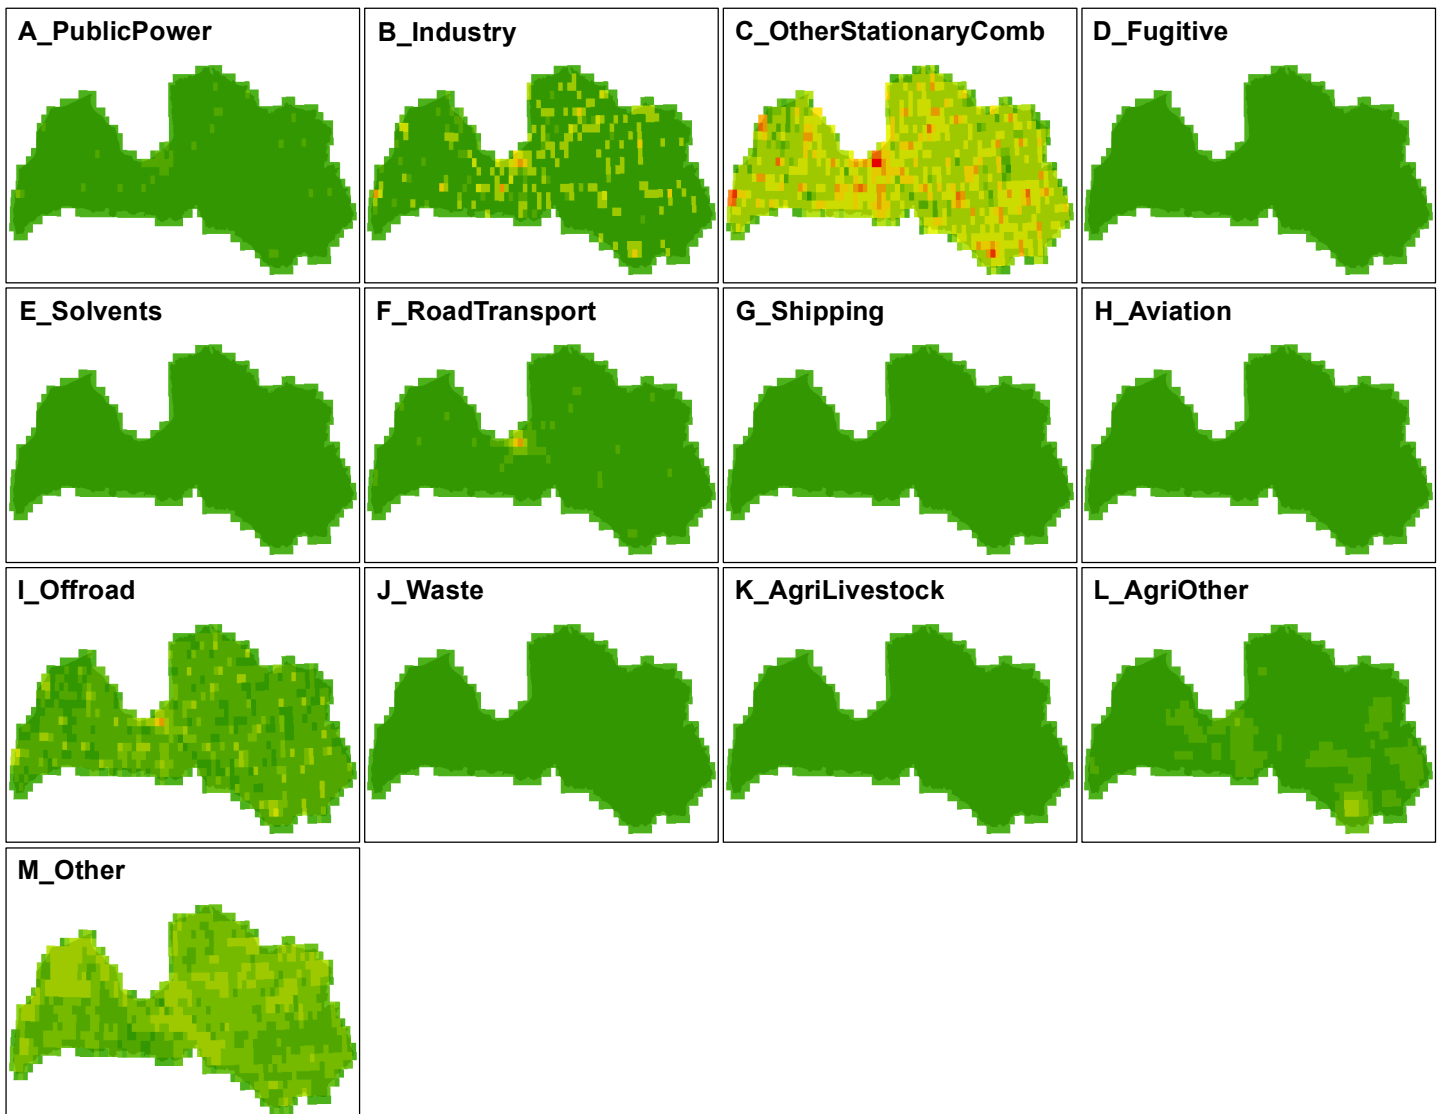 A_PublicPower
B_Industry
C_OtherStationaryComb
D_Fugitive
E_Solvents
F_RoadTransport
G_Shipping
H_Aviation
I_Offroad
J_Waste
K_AgriLivestock
L_AgriOther
M_Other